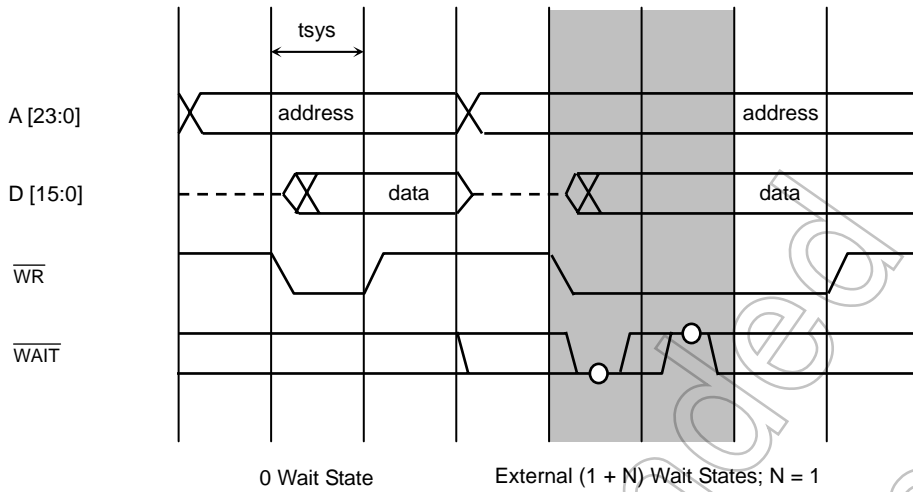 tsys
A [23:0]
address
address
D [15:0]
data
data
WR
WAIT
0 Wait State
External (1 + N) Wait States; N = 1